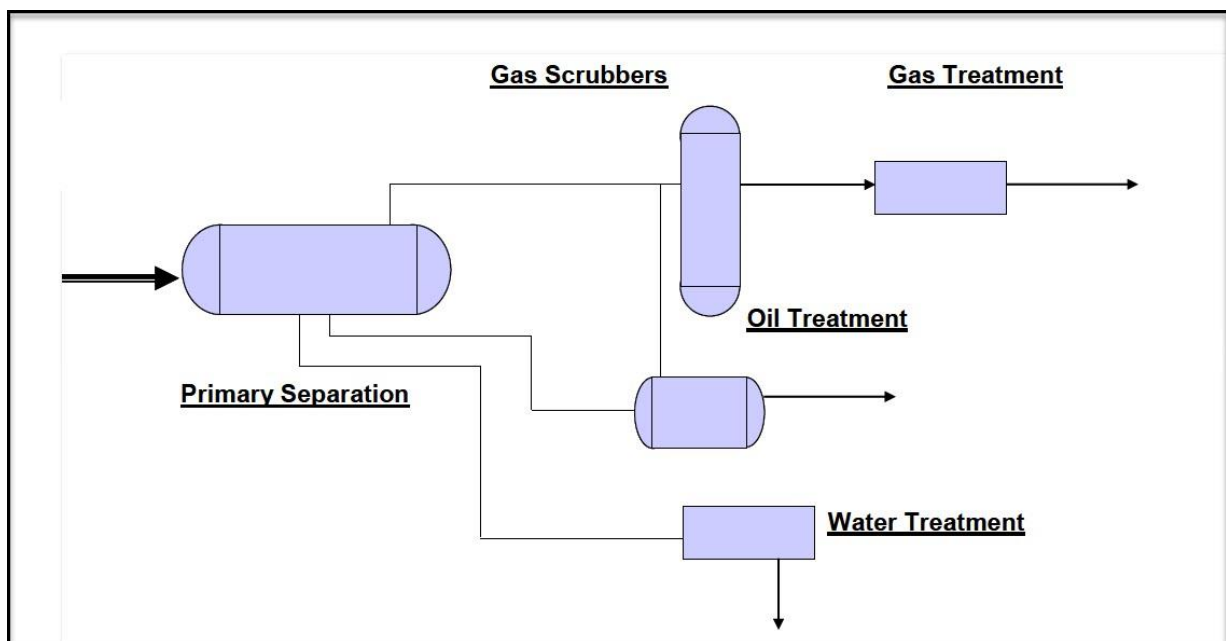 Gas Scrubbers
Gas Treatment
Oil Treatment
Primary Separation
Water Treatment